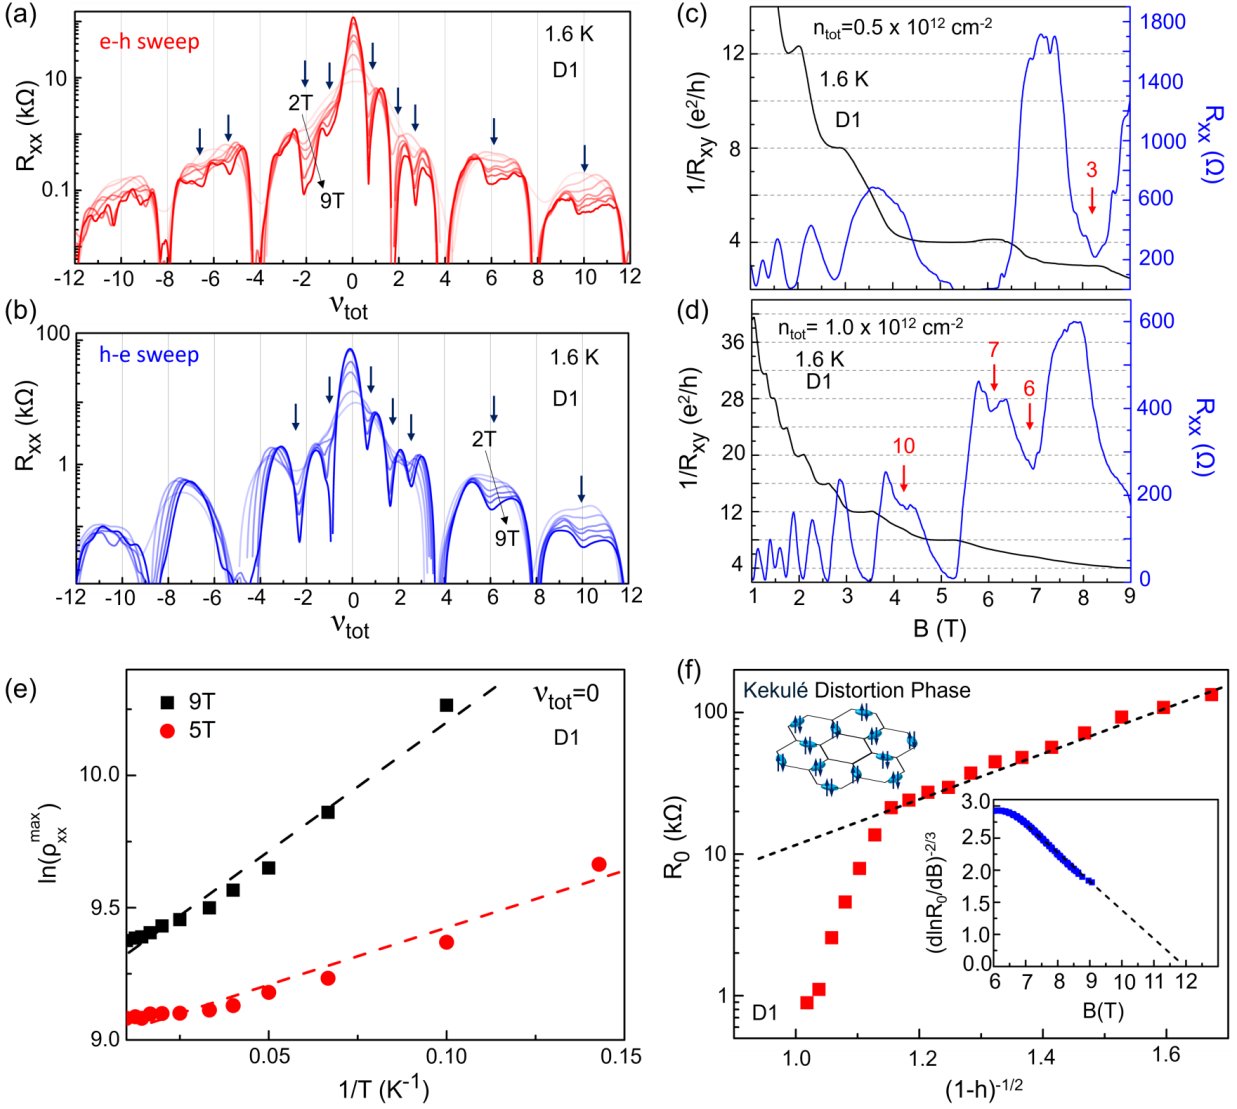 (a)
e-h sweep
1.6 K
D1
2T
9T
10
0.1
R_xx (kΩ)
-12 -10 -8 -6 -4 -2 0 2 4 6 8 10 12
ν_tot
(b)
h-e sweep
1.6 K
D1
2T
9T
100
1
R_xx (kΩ)
-12 -10 -8 -6 -4 -2 0 2 4 6 8 10 12
ν_tot
(c)
n_tot=0.5 x 10^12 cm^-2
1.6 K
D1
3
12
8
4
1/R_xy (e^2/h)
1800
1400
1000
600
200
R_xx (Ω)
(d)
n_tot= 1.0 x 10^12 cm^-2
1.6 K
D1
7
6
10
36
28
20
12
4
1/R_xy (e^2/h)
600
400
200
0
R_xx (Ω)
1 2 3 4 5 6 7 8 9
B (T)
(e)
9T
5T
ν_tot=0
D1
10.0
9.5
9.0
ln(ρ_xx^max)
0.05 0.10 0.15
1/T (K^-1)
(f)
Kekulé Distortion Phase
100
10
1
R_0 (kΩ)
D1
1.0 1.2 1.4 1.6
(1-h)^-1/2
3.0
2.5
2.0
1.5
1.0
0.0
(dlnR_0/dB)^-2/3
6 7 8 9 10 11 12
B(T)